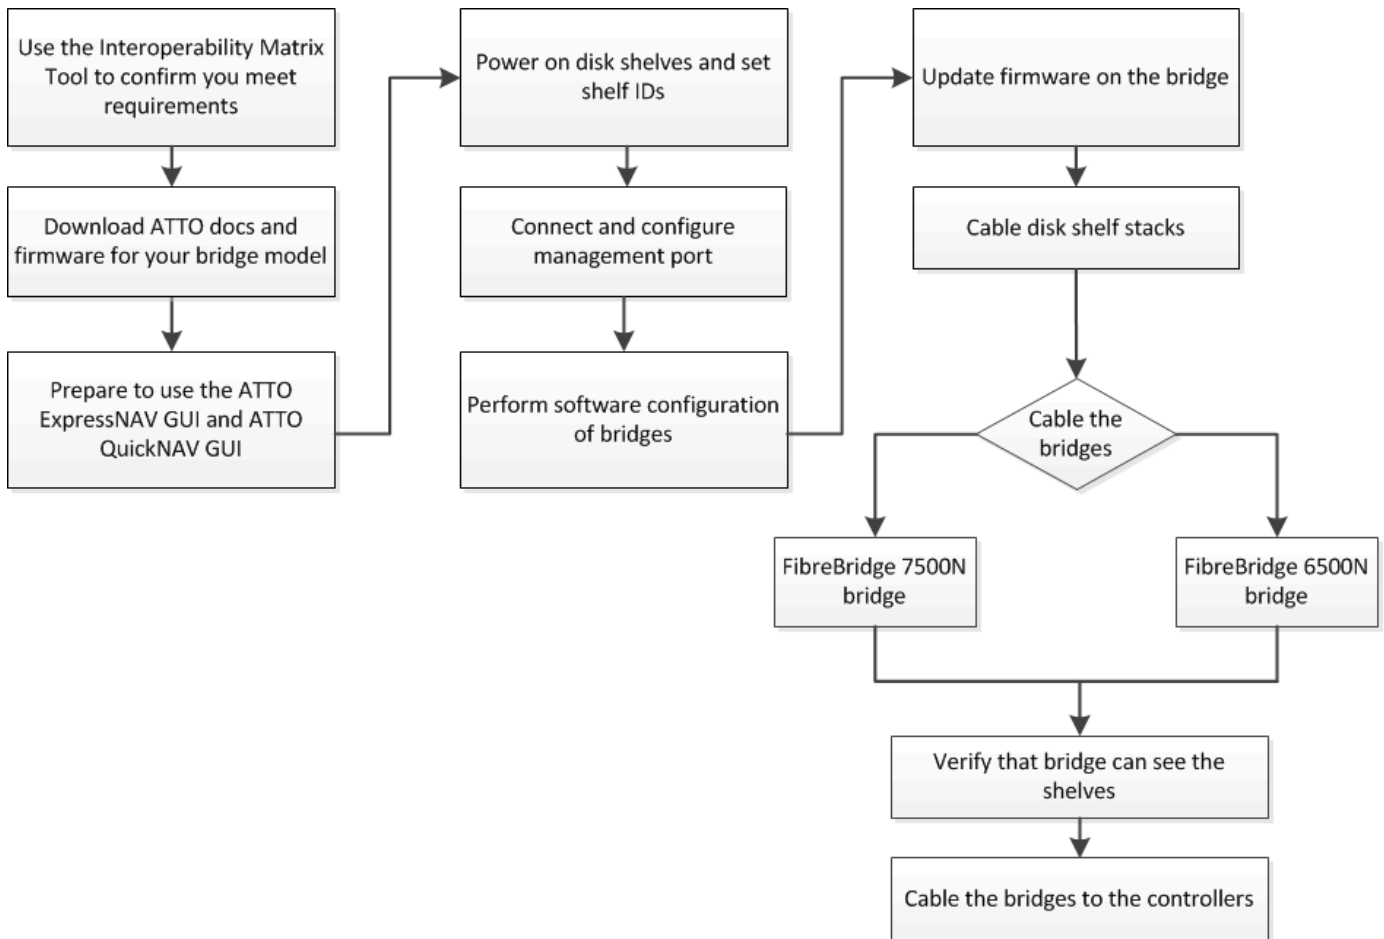 Use the Interoperability Matrix
Tool to confirm you meet
requirements
Download ATTO docs and
firmware for your bridge model
Prepare to use the ATTO
ExpressNAV GUI and ATTO
QuickNAV GUI
Power on disk shelves and set
shelf IDs
Connect and configure
management port
Perform software configuration
of bridges
Update firmware on the bridge
Cable disk shelf stacks
Cable the
bridges
FibreBridge 7500N
bridge
FibreBridge 6500N
bridge
Verify that bridge can see the
shelves
Cable the bridges to the controllers